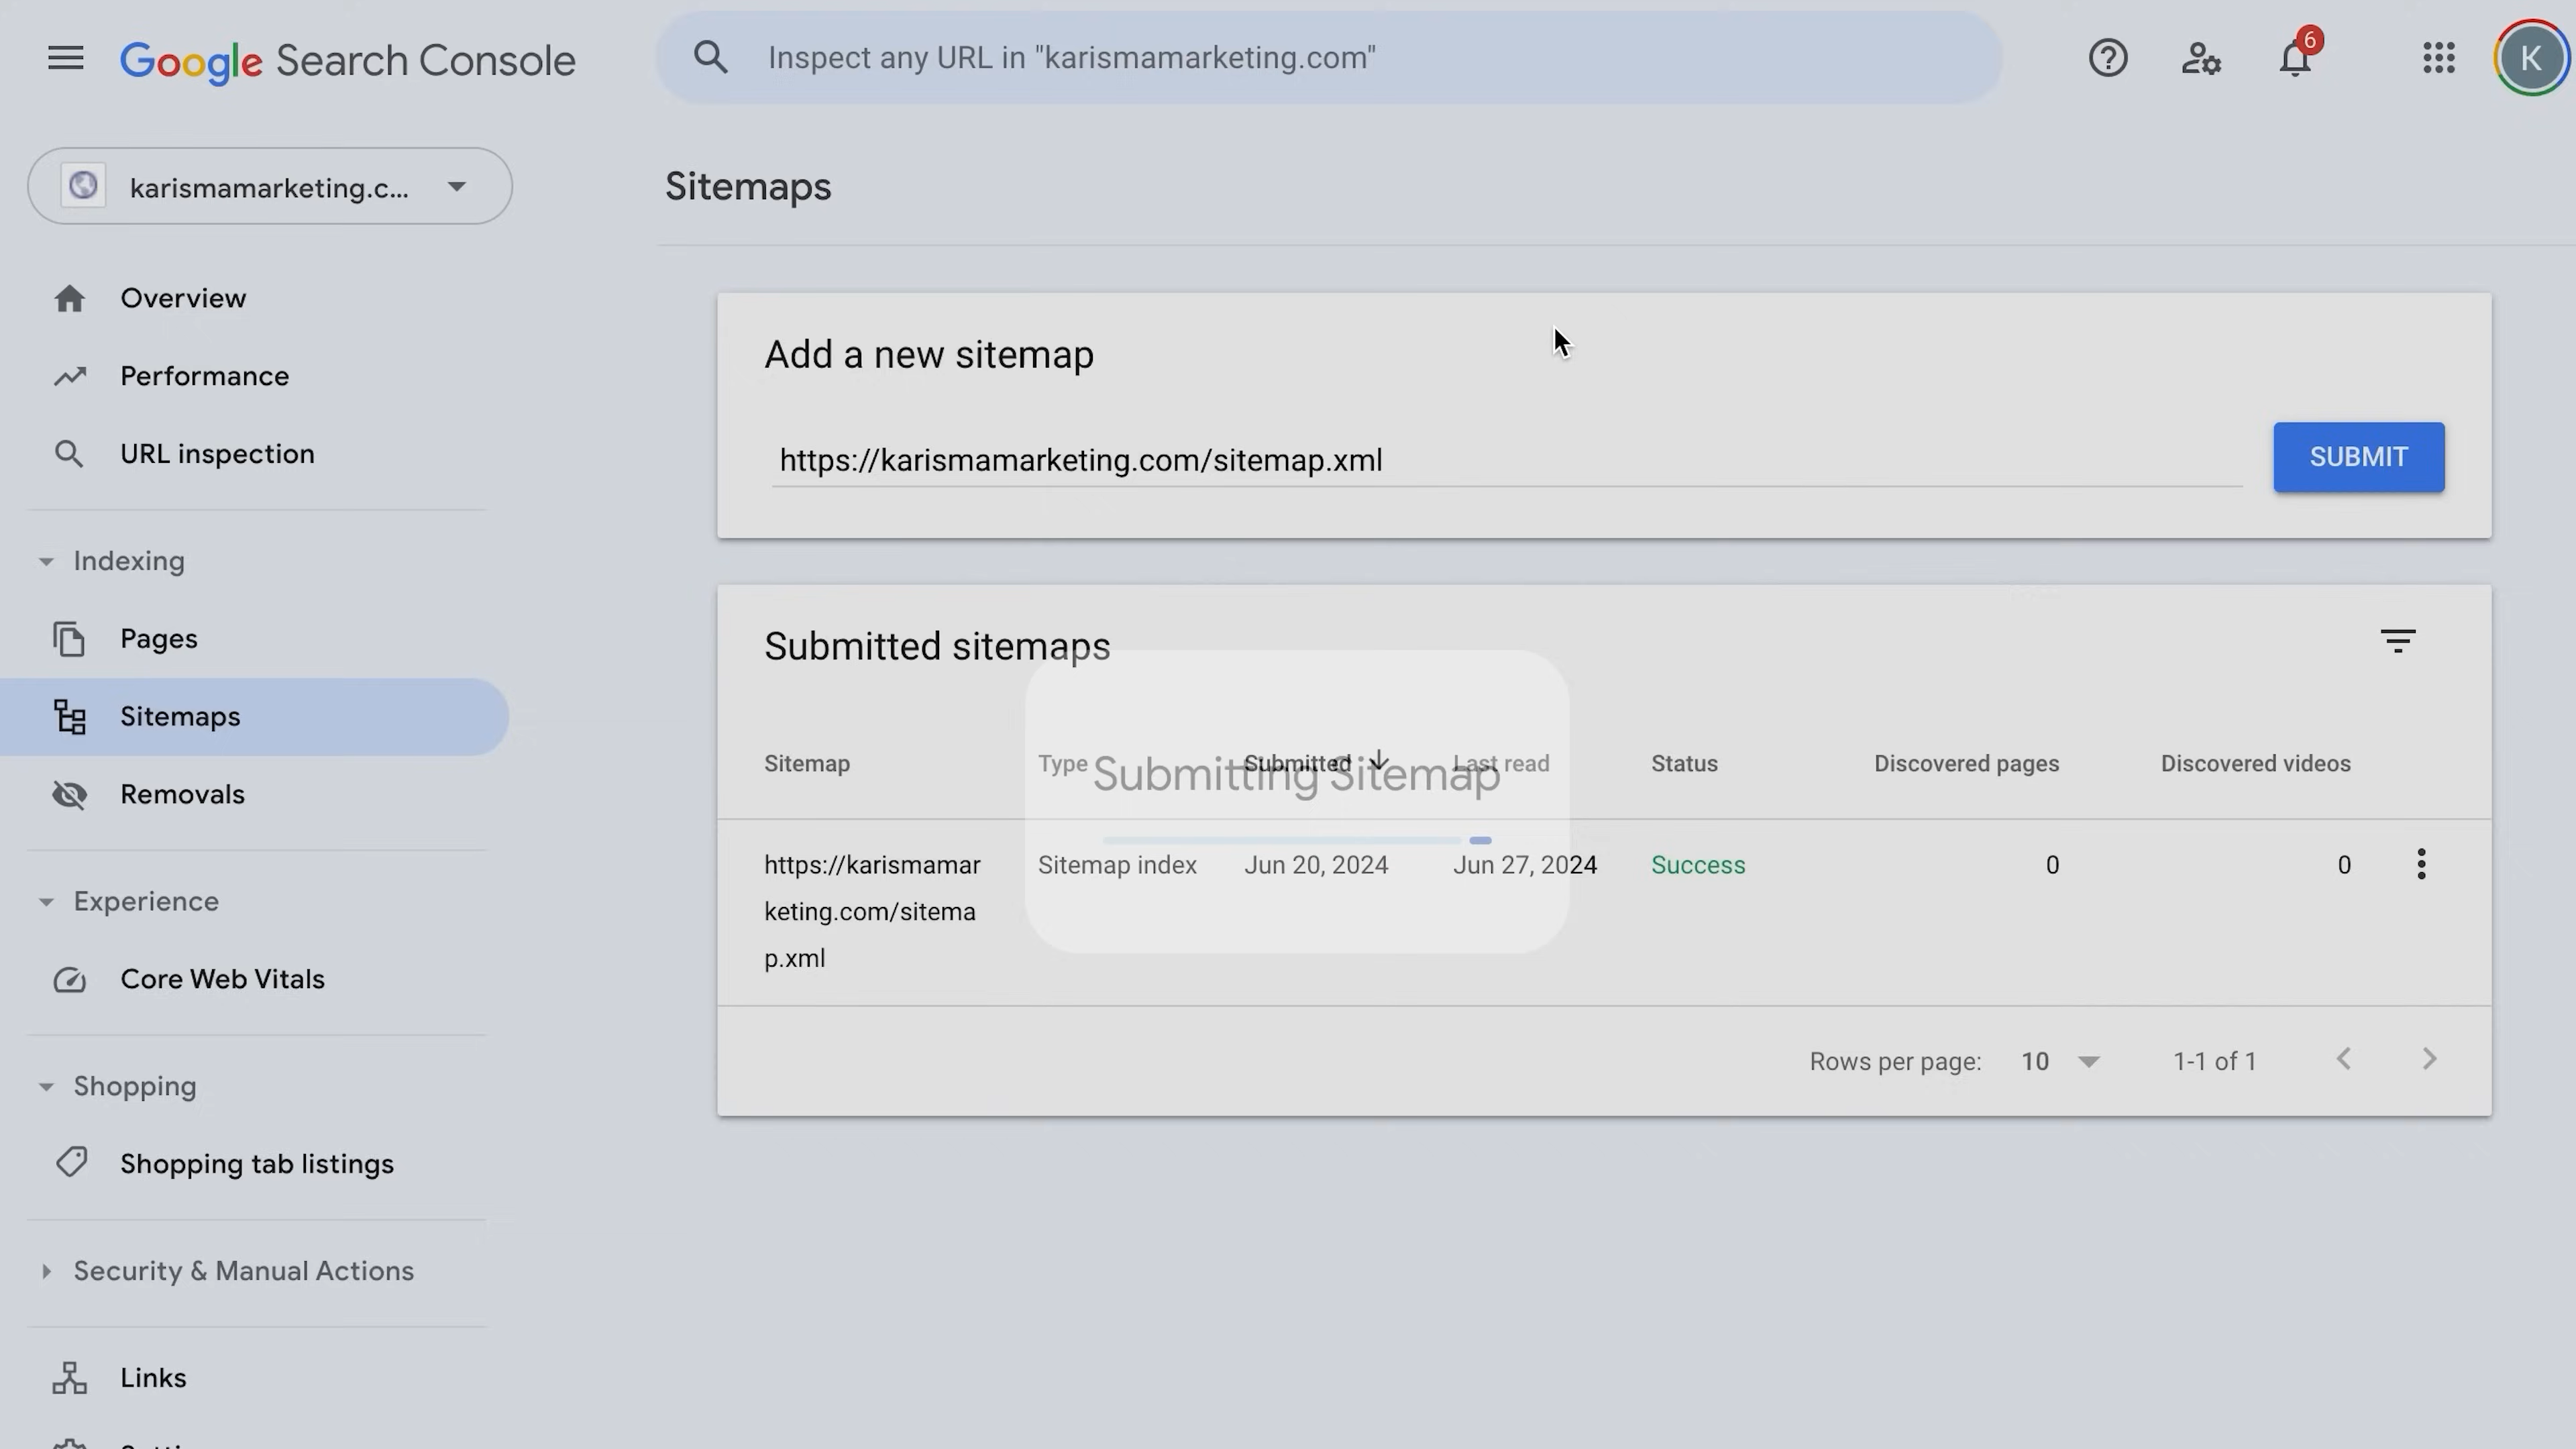 Google Search Console
Inspect any URL in "karismamarketing.com"
6
K
karismamarketing.c...
Sitemaps
Overview
Performance
URL inspection
Indexing
Pages
Sitemaps
Removals
Experience
Core Web Vitals
Shopping
Shopping tab listings
Security & Manual Actions
Links
Add a new sitemap
https://karismamarketing.com/sitemap.xml
SUBMIT
Submitted sitemaps
Submitting Sitemap
Sitemap Type Submitted Last read Status Discovered pages Discovered videos
https://karismamar Sitemap index Jun 20, 2024 Jun 27, 2024 Success 0 0
keting.com/sitema
p.xml
Rows per page: 10 1-1 of 1